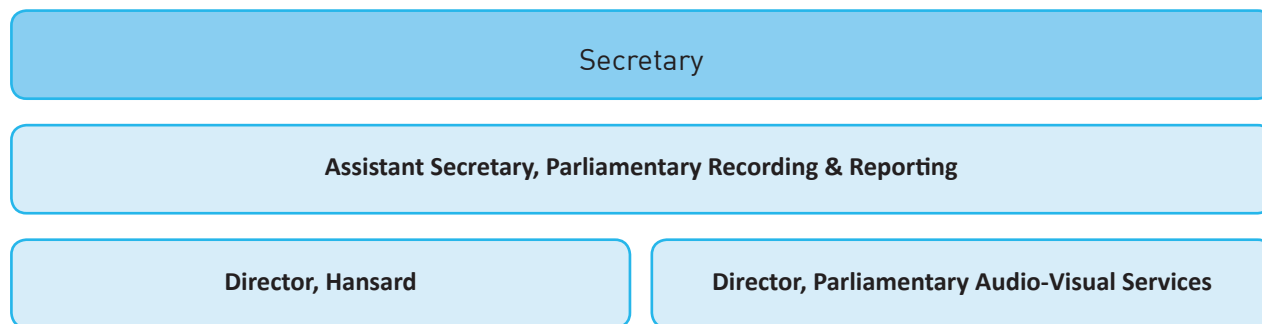 Secretary
Assistant Secretary, Parliamentary Recording & Reporting
Director, Hansard
Director, Parliamentary Audio-Visual Services